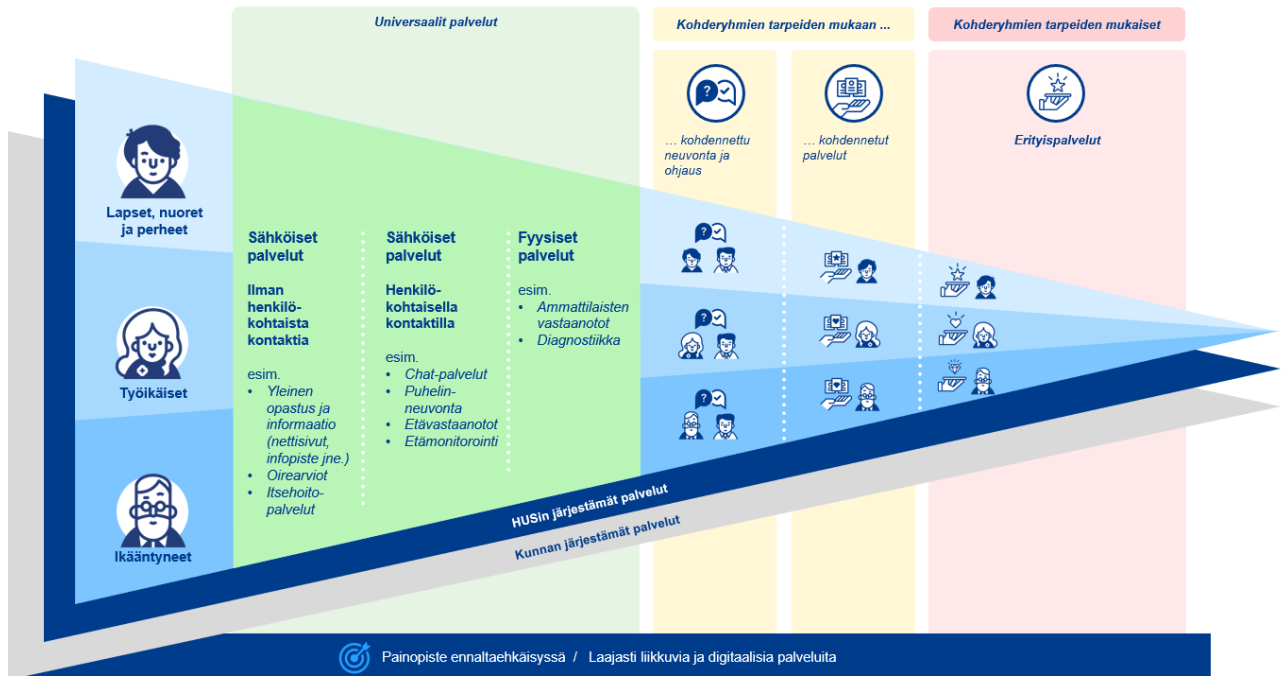 Universaalit palvelut
Kohderyhmien tarpeiden mukaan ...
Kohderyhmien tarpeiden mukaiset
... kohdennettu
neuvonta ja
ohjaus
... kohdennetut
palvelut
Erityispalvelut
Lapset, nuoret
ja perheet
Työikäiset
Ikääntyneet
Sähköiset
palvelut
Ilman
henkilö-
kohtaista
kontaktia
esim.
• Yleinen
opastus ja
informaatio
(nettisivut,
infopiste jne.)
• Oirearviot
• Itsehoito-
palvelut
Sähköiset
palvelut
Henkilö-
kohtaisella
kontaktilla
esim.
• Chat-palvelut
• Puhelin-
neuvonta
• Etävastaanotot
• Etämonitorointi
Fyysiset
palvelut
esim.
• Ammattilaisten
vastaanotot
• Diagnostiikka
HUSin järjestämät palvelut
Kunnan järjestämät palvelut
Painopiste ennaltaehkäisyssä / Laajasti liikkuvia ja digitaalisia palveluita